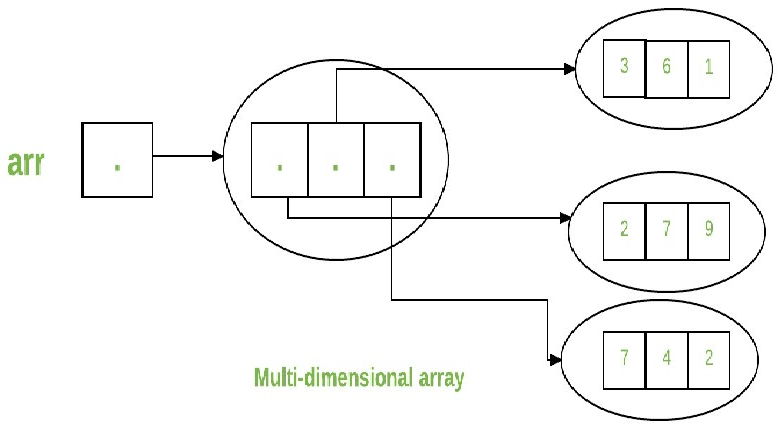 3 6 1
arr . . . .
2 7 9
7 4 2
Multi-dimensional array